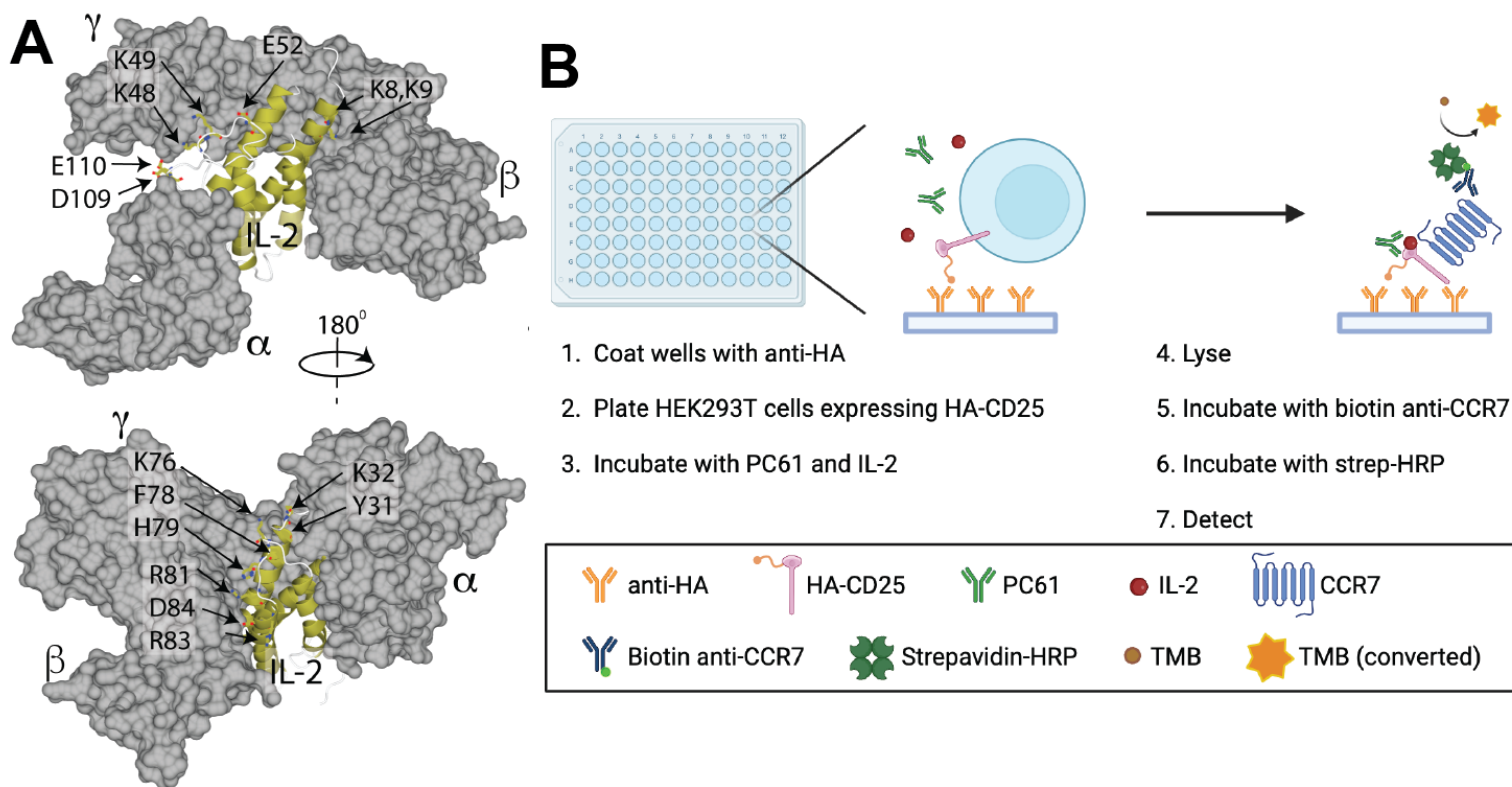 A
γ
K49
K48
E52
K8,K9
E110
D109
β
IL-2
α
180⁰
γ
K76
F78
H79
R81
D84
R83
K32
Y31
α
β
IL-2
B
1 2 3 4 5 6 7 8 9 10 11 12
A
B
C
D
E
F
G
H
1. Coat wells with anti-HA
2. Plate HEK293T cells expressing HA-CD25
3. Incubate with PC61 and IL-2
4. Lyse
5. Incubate with biotin anti-CCR7
6. Incubate with strep-HRP
7. Detect
anti-HA
HA-CD25
PC61
IL-2
CCR7
Biotin anti-CCR7
Strepavidin-HRP
TMB
TMB (converted)